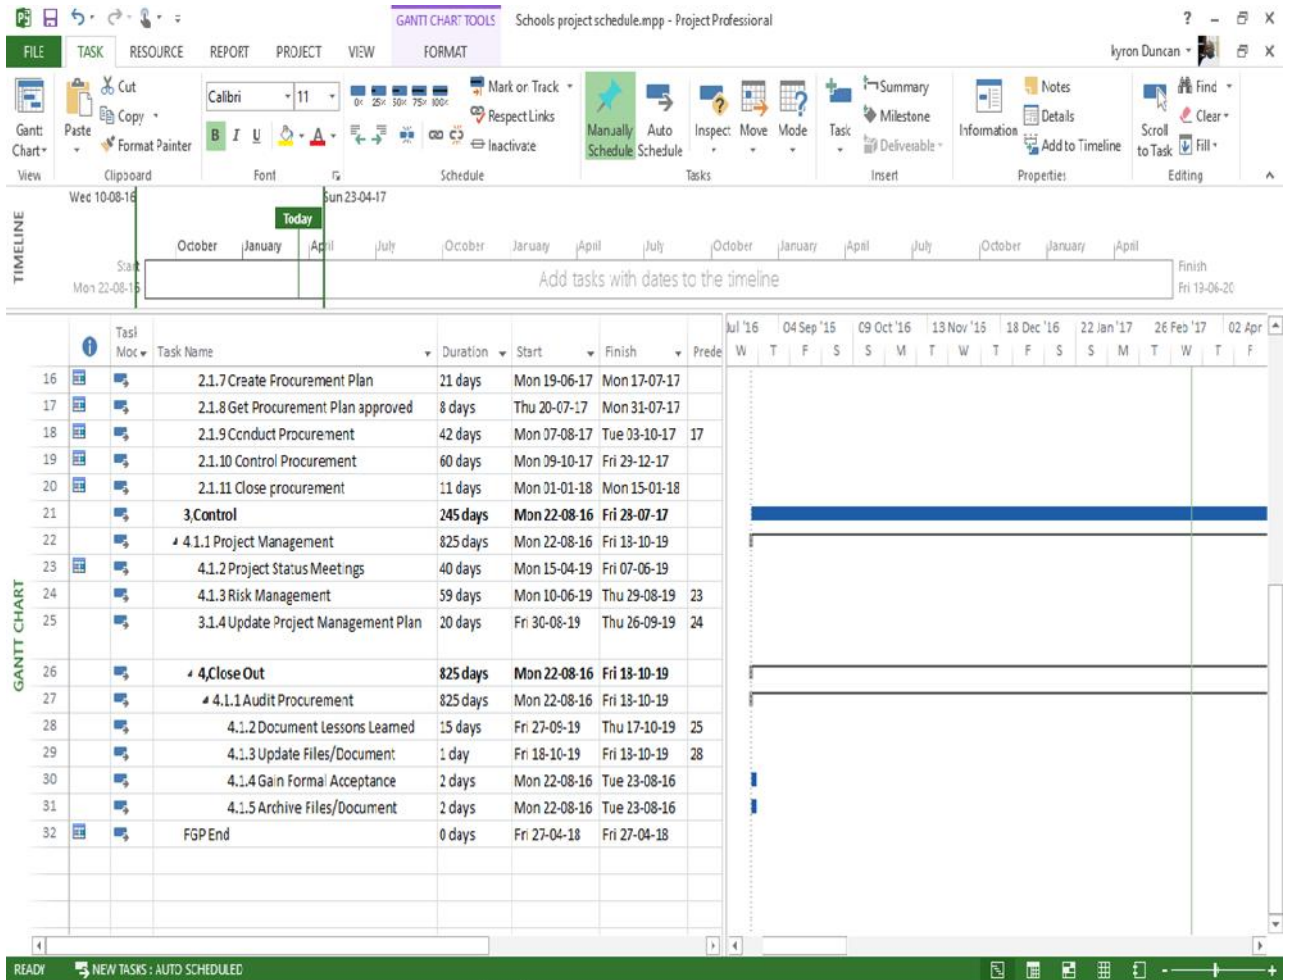 GANTT CHART TOOLS Schools project schedule.mpp - Project Professional ? – X
FILE TASK RESOURCE REPORT PROJECT VIEW FORMAT kyron Duncan X
Gantt Chart Paste Cut Copy Format Painter
Calibri 11 B I U A
0% 25% 50% 75% 100% Mark on Track Respect Links Inactivate
Manually Schedule Auto Schedule Inspect Move Mode Task
Summary Milestone Deliverable
Information Notes Details Add to Timeline
Scroll to Task Find Clear Fill
View Clipboard Font Schedule Tasks Insert Properties Editing
TIMELINE
Wed 10-08-16 Sun 23-04-17
Today
October January April July October January April July October January April July October January April
Start Mon 22-08-16 Add tasks with dates to the timeline Finish Fri 19-06-20
GANTT CHART
Jul '16 04 Sep '16 09 Oct '16 13 Nov '16 18 Dec '16 22 Jan '17 26 Feb '17 02 Apr
Task Mode Task Name Duration Start Finish Prede W T F S S M T W T F S S M T W T F
16 2.1.7 Create Procurement Plan 21 days Mon 19-06-17 Mon 17-07-17
17 2.1.8 Get Procurement Plan approved 8 days Thu 20-07-17 Mon 31-07-17
18 2.1.9 Conduct Procurement 42 days Mon 07-08-17 Tue 03-10-17 17
19 2.1.10 Control Procurement 60 days Mon 09-10-17 Fri 29-12-17
20 2.1.11 Close procurement 11 days Mon 01-01-18 Mon 15-01-18
21 3,Control 245 days Mon 22-08-16 Fri 28-07-17
22 4.1.1 Project Management 825 days Mon 22-08-16 Fri 18-10-19
23 4.1.2 Project Status Meetings 40 days Mon 15-04-19 Fri 07-06-19
24 4.1.3 Risk Management 59 days Mon 10-06-19 Thu 29-08-19 23
25 3.1.4 Update Project Management Plan 20 days Fri 30-08-19 Thu 26-09-19 24
26 4,Close Out 825 days Mon 22-08-16 Fri 18-10-19
27 4.1.1 Audit Procurement 825 days Mon 22-08-16 Fri 18-10-19
28 4.1.2 Document Lessons Learned 15 days Fri 27-09-19 Thu 17-10-19 25
29 4.1.3 Update Files/Document 1 day Fri 18-10-19 Fri 18-10-19 28
30 4.1.4 Gain Formal Acceptance 2 days Mon 22-08-16 Tue 23-08-16
31 4.1.5 Archive Files/Document 2 days Mon 22-08-16 Tue 23-08-16
32 FGP End 0 days Fri 27-04-18 Fri 27-04-18
READY NEW TASKS : AUTO SCHEDULED